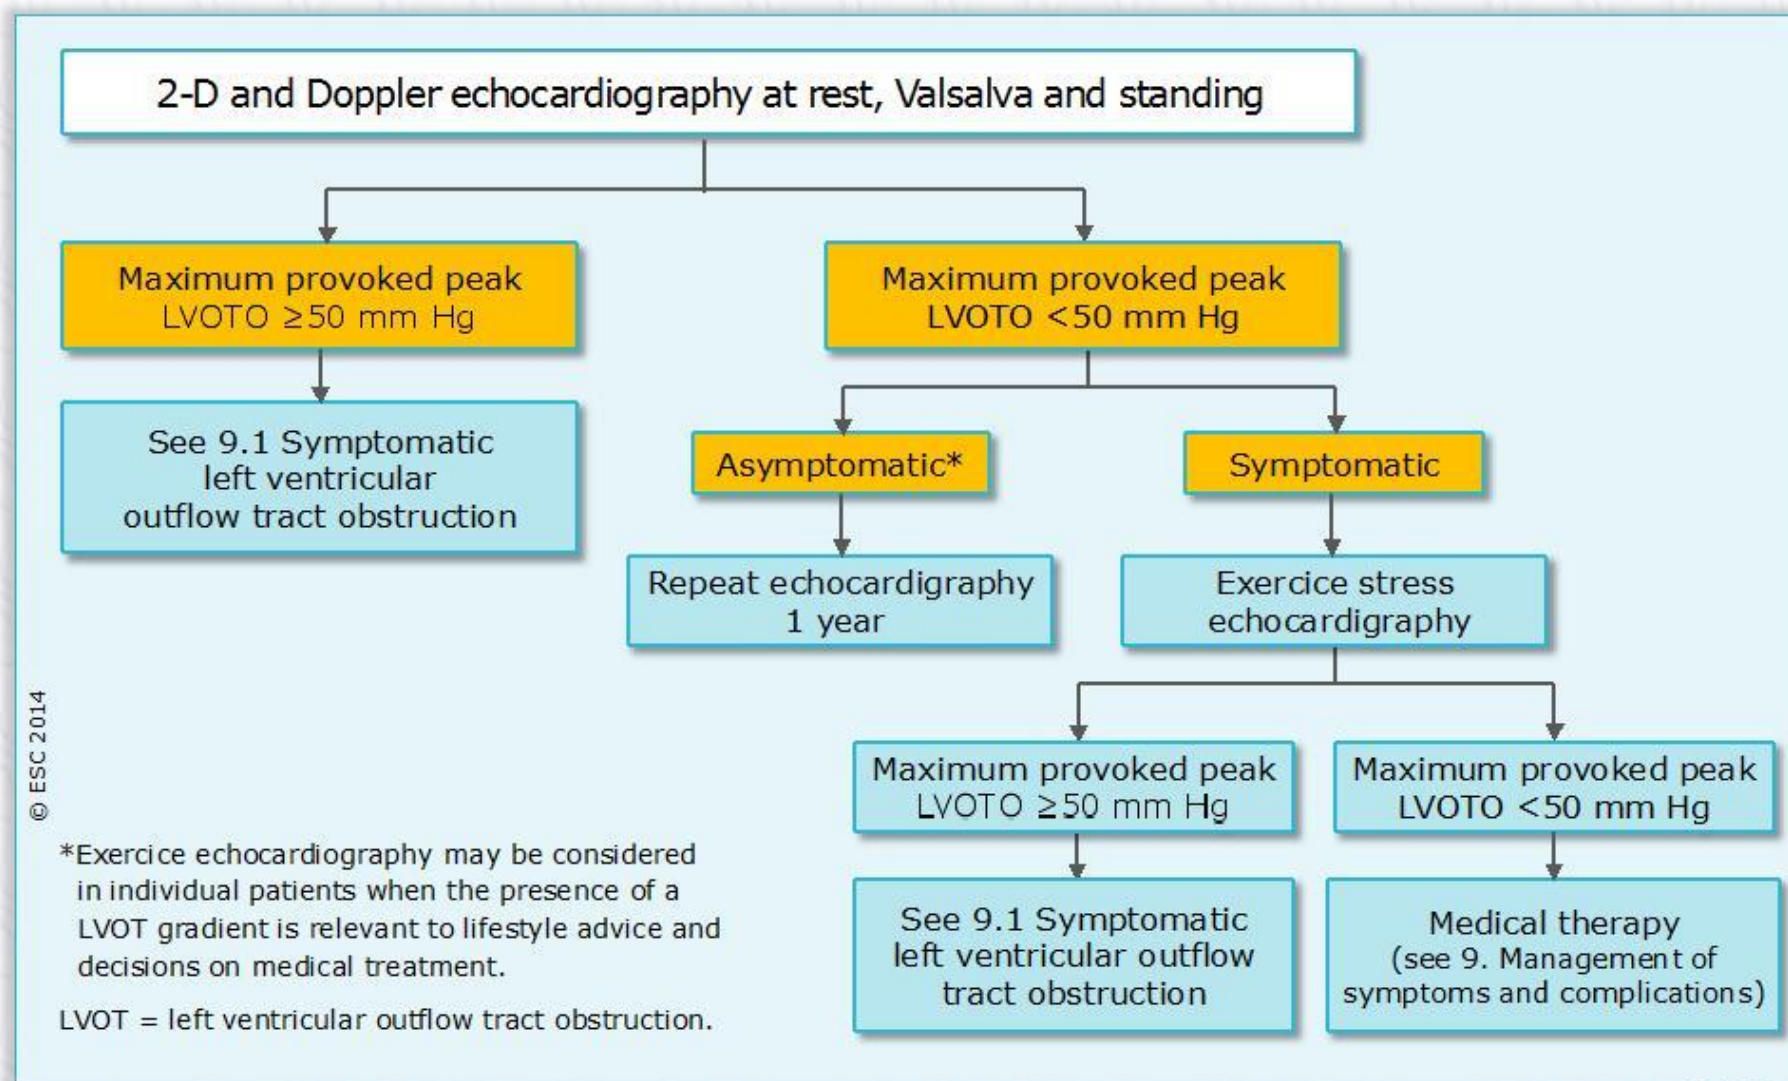 2-D and Doppler echocardiography at rest, Valsalva and standing
Maximum provoked peak
LVOTO ≥50 mm Hg
Maximum provoked peak
LVOTO <50 mm Hg
See 9.1 Symptomatic
left ventricular
outflow tract obstruction
Asymptomatic*
Symptomatic
Repeat echocardigraphy
1 year
Exercice stress
echocardigraphy
Maximum provoked peak
LVOTO ≥50 mm Hg
Maximum provoked peak
LVOTO <50 mm Hg
See 9.1 Symptomatic
left ventricular outflow
tract obstruction
Medical therapy
(see 9. Management of
symptoms and complications)
© ESC 2014
*Exercice echocardiography may be considered
in individual patients when the presence of a
LVOT gradient is relevant to lifestyle advice and
decisions on medical treatment.
LVOT = left ventricular outflow tract obstruction.